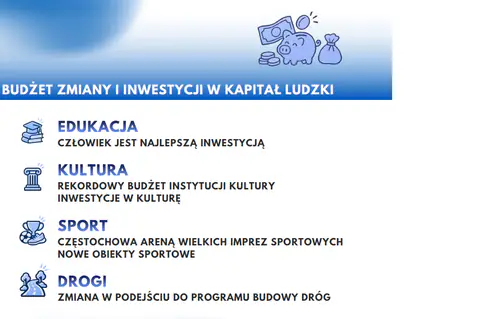 BUDŻET ZMIANY I INWESTYCJI W KAPITAŁ LUDZKI
EDUKACJA
CZŁOWIEK JEST NAJLEPSZĄ INWESTYCJĄ
KULTURA
REKORDOWY BUDŻET INSTYTUCJI KULTURY
INWESTYCJE W KULTURĘ
SPORT
CZĘSTOCHOWA ARENĄ WIELKICH IMPREZ SPORTOWYCH
NOWE OBIEKTY SPORTOWE
DROGI
ZMIANA W PODEJŚCIU DO PROGRAMU BUDOWY DRÓG